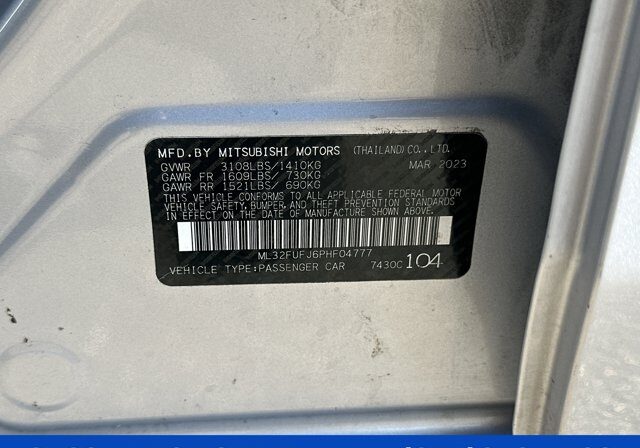 MFD.BY MITSUBISHI MOTORS (THAILAND)CO.,LTD.
GVWR 3108LBS/1410KG MAR 2023
GAWR FR 1609LBS/ 730KG
GAWR RR 1521LBS/ 690KG
THIS VEHICLE CONFORMS TO ALL APPLICABLE FEDERAL MOTOR
VEHICLE SAFETY,BUMPER,AND THEFT PREVENTION STANDARDS
IN EFFECT ON THE DATE OF MANUFACTURE SHOWN ABOVE.
ML32FUFJ6PHF04777
VEHICLE TYPE:PASSENGER CAR 7430C 104